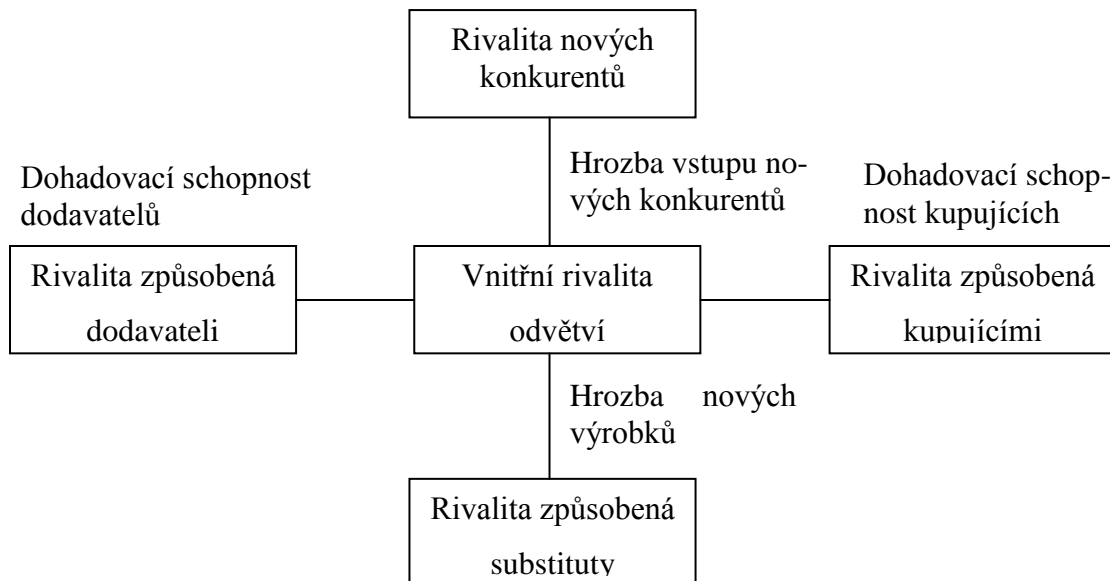 Rivalita nových
konkurentů
Hrozba vstupu no-
vých konkurentů
Dohadovací schopnost
dodavatelů
Dohadovací schop-
nost kupujících
Rivalita způsobená
dodavateli
Vnitřní rivalita
odvětví
Rivalita způsobená
kupujícími
Hrozba nových
výrobků
Rivalita způsobená
substituty